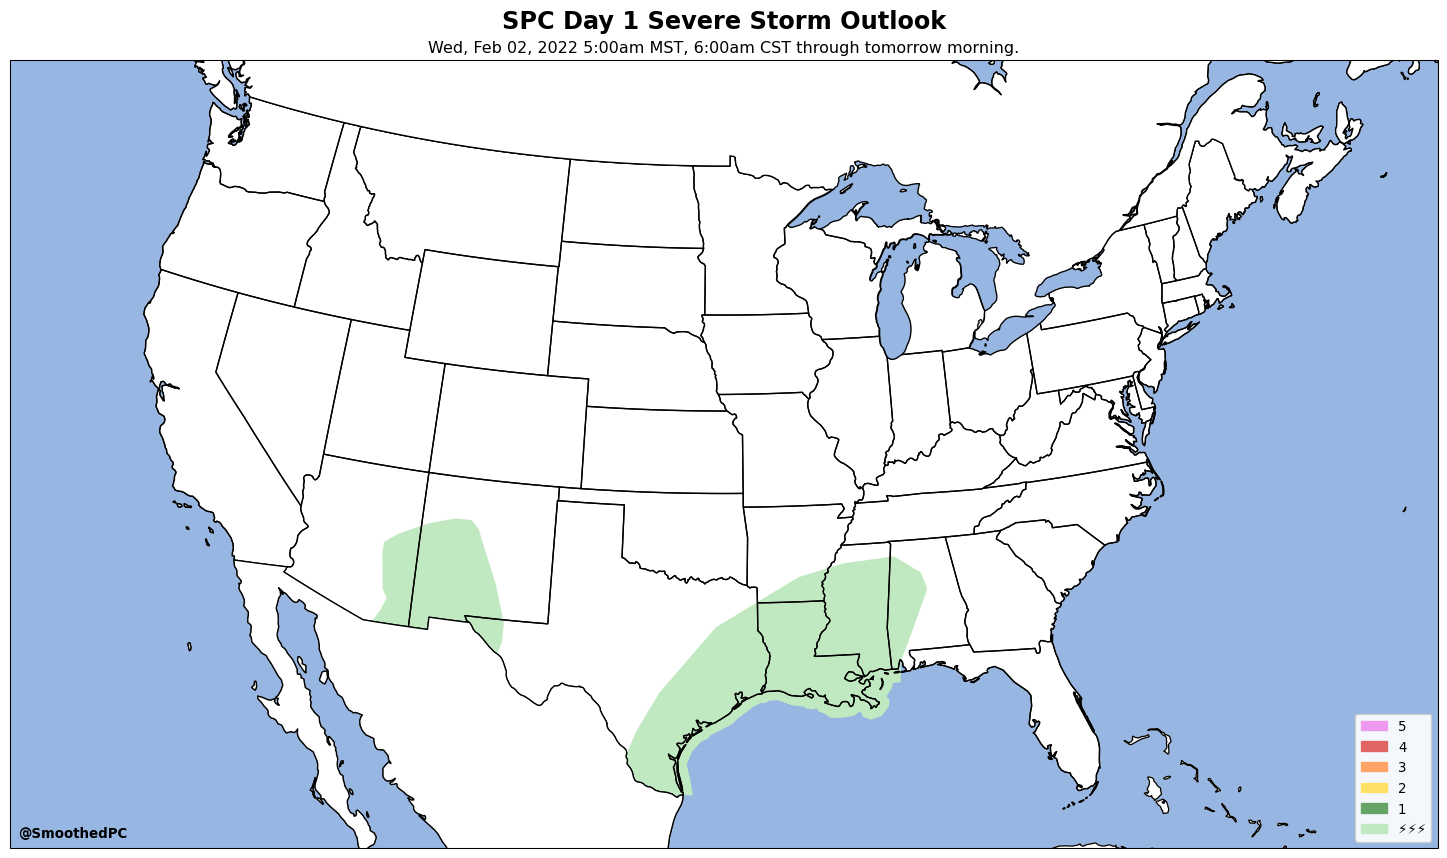 SPC Day 1 Severe Storm Outlook
Wed, Feb 02, 2022 5:00am MST, 6:00am CST through tomorrow morning.
5
4
3
2
1
⚡⚡⚡
@SmoothedPC